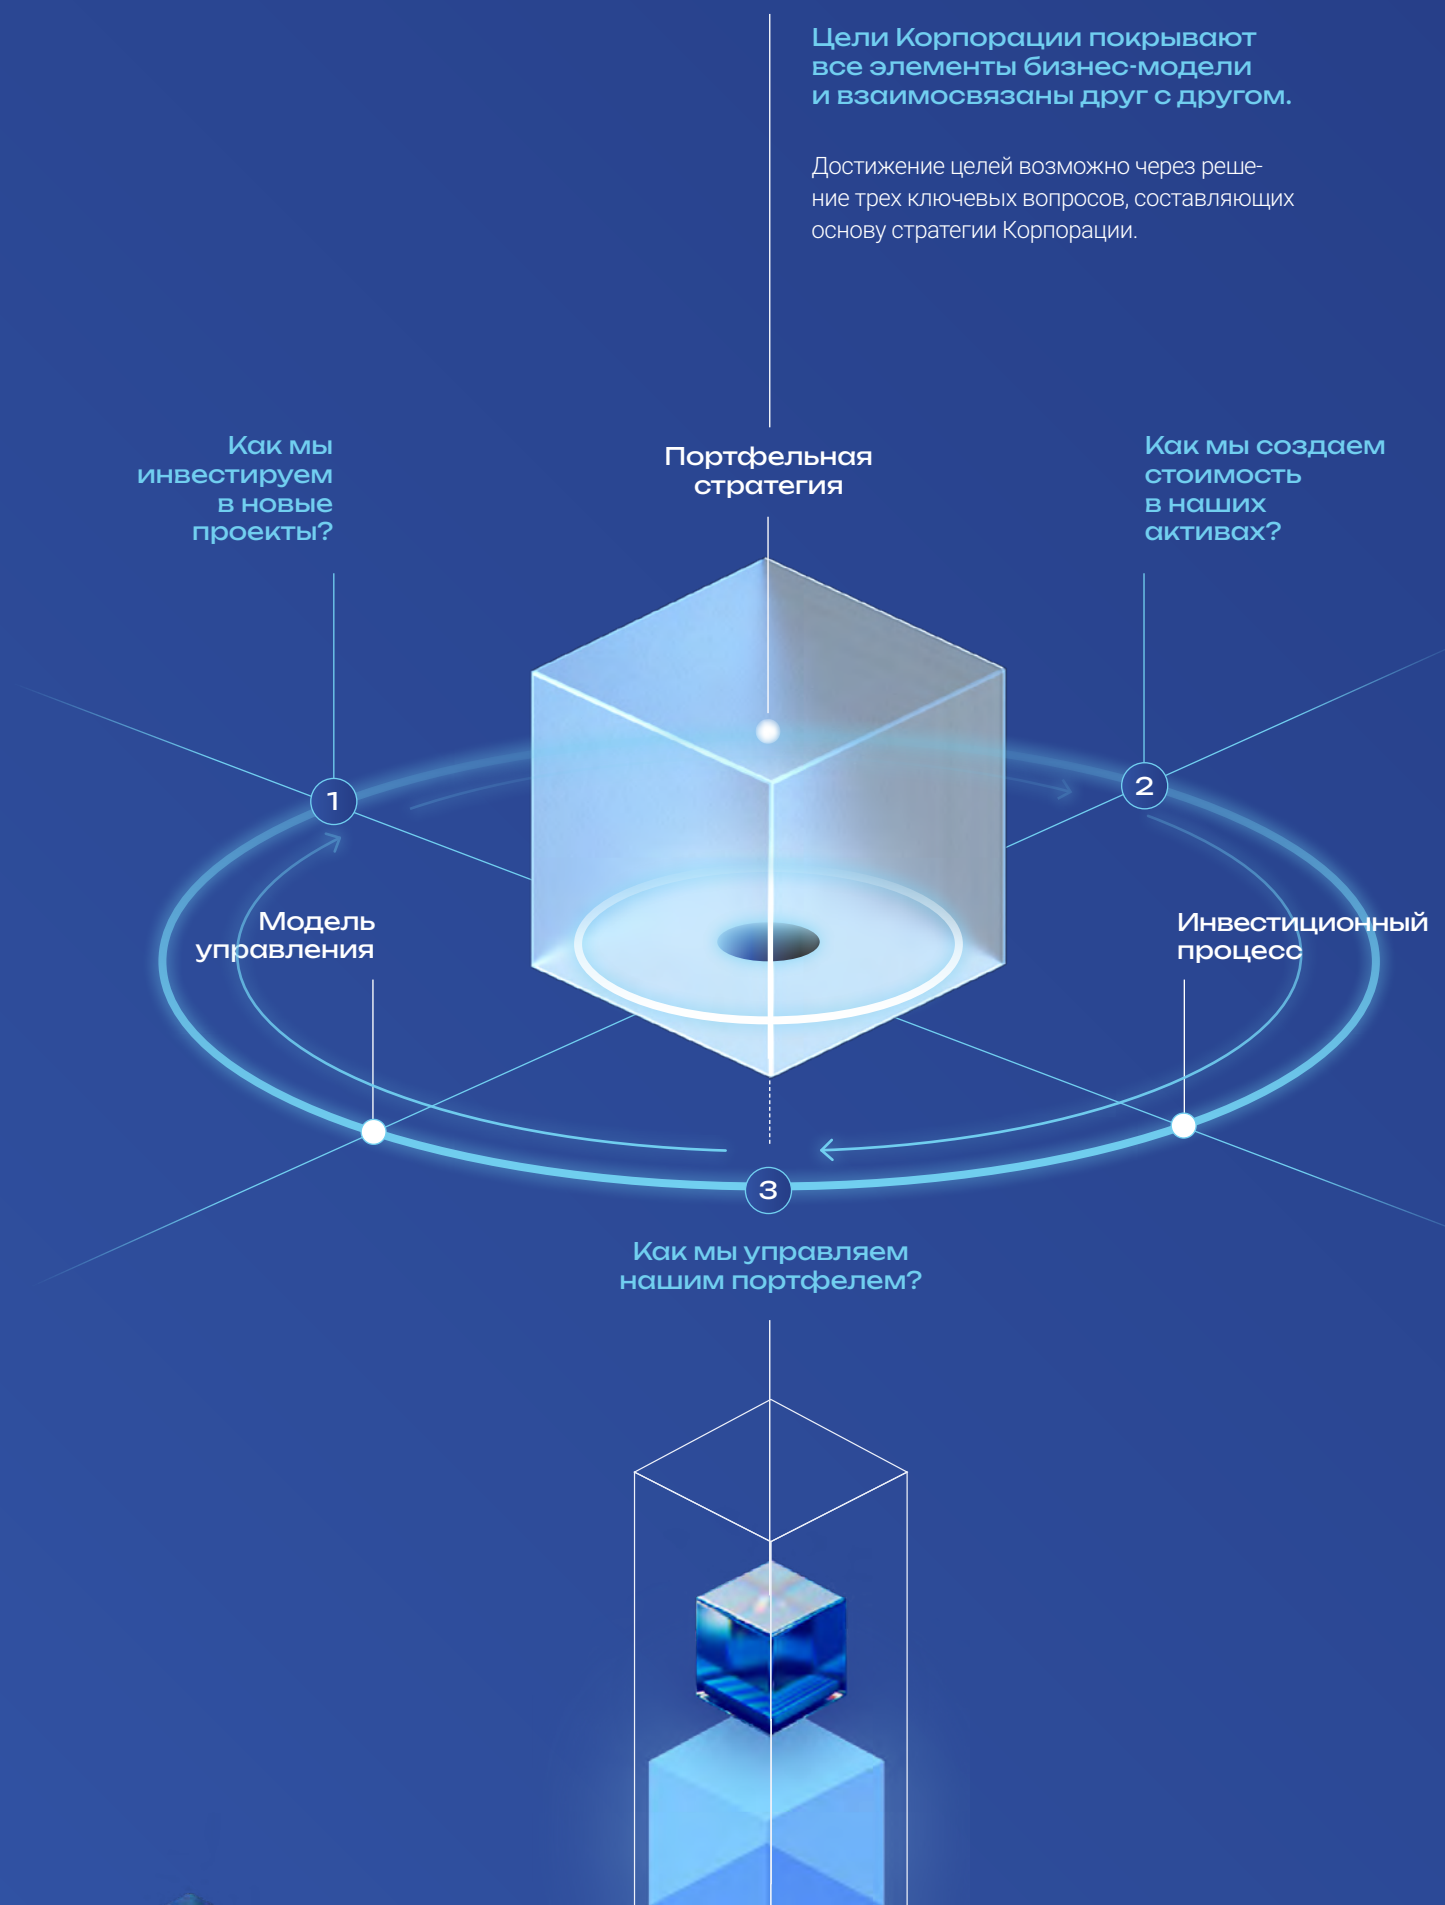 Цели Корпорации покрывают
все элементы бизнес-модели
и взаимосвязаны друг с другом.
Достижение целей возможно через реше-
ние трех ключевых вопросов, составляющих
основу стратегии Корпорации.
Как мы
инвестируем
в новые
проекты?
Портфельная
стратегия
Как мы создаем
стоимость
в наших
активах?
1
2
Модель
управления
Инвестиционный
процесс
3
Как мы управляем
нашим портфелем?